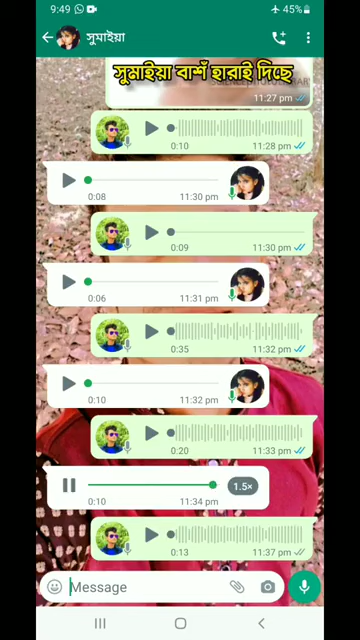 9:49 45%
সুমাইয়া
সুমাইয়া বাশঁ হারাই দিছে
11:27 pm
0:10 11:28 pm
0:08 11:30 pm
0:09 11:30 pm
0:06 11:31 pm
0:35 11:32 pm
0:10 11:32 pm
0:20 11:33 pm
1.5×
0:10 11:34 pm
0:13 11:37 pm
Message